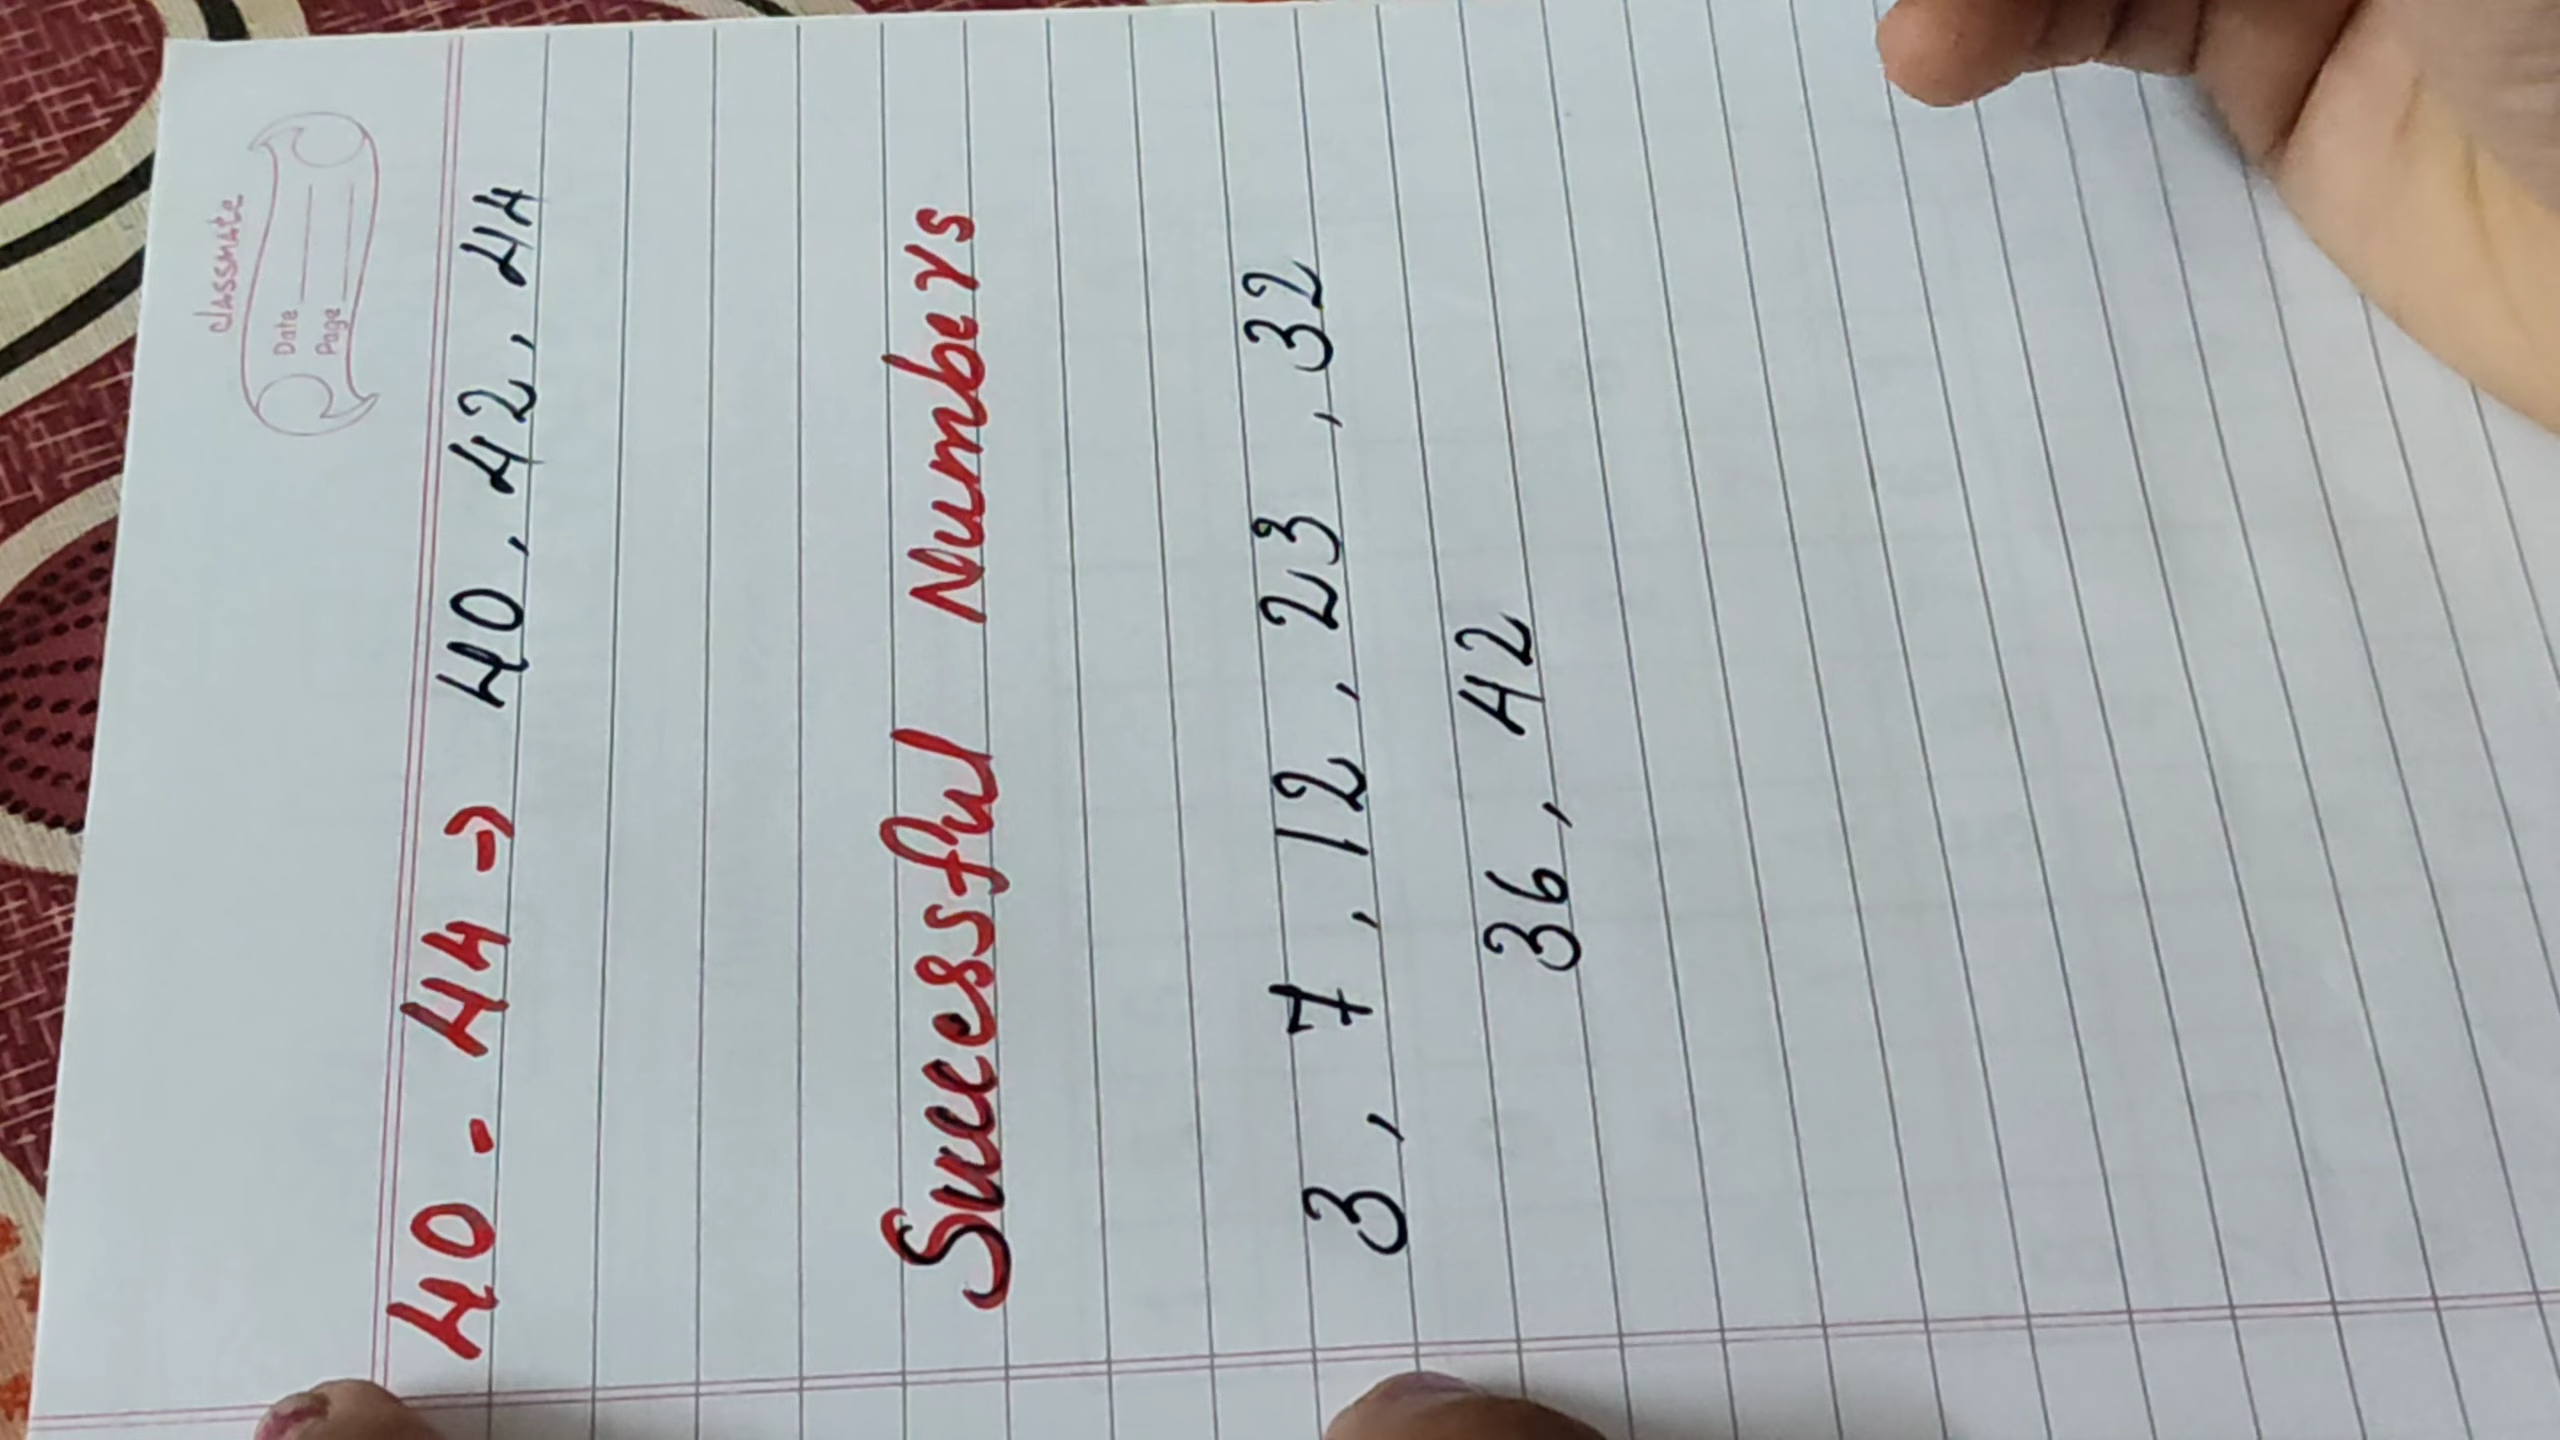 classmate
Date
Page
40 - 44 → 40, 42, 44
Successful Numbers
3, 7, 12, 23, 32
36, 42